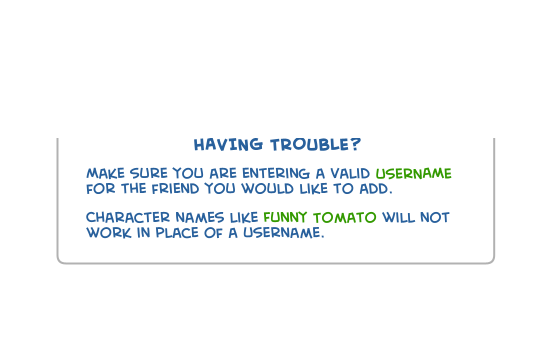 HAVING TROUBLE?
MAKE SURE YOU ARE ENTERING A VALID USERNAME
FOR THE FRIEND YOU WOULD LIKE TO ADD.
CHARACTER NAMES LIKE FUNNY TOMATO WILL NOT
WORK IN PLACE OF A USERNAME.